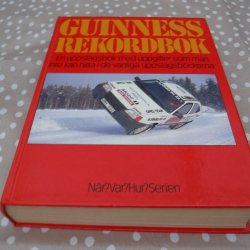 GUINNESS
REKORDBOK
En uppslagsbok med uppgifter som man
inte kan hitta i de vanliga uppslagsböckerna
När?Var?Hur?Serien